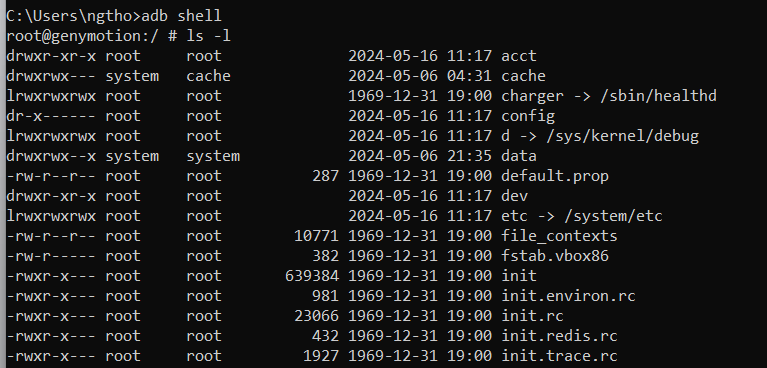 C:\Users\ngtho>adb shell
root@genymotion:/ # ls -l
drwxr-xr-x root     root              2024-05-16 11:17 acct
drwxrwx--- system   cache             2024-05-06 04:31 cache
lrwxrwxrwx root     root              1969-12-31 19:00 charger -> /sbin/healthd
dr-x------ root     root              2024-05-16 11:17 config
lrwxrwxrwx root     root              2024-05-16 11:17 d -> /sys/kernel/debug
drwxrwx--x system   system            2024-05-06 21:35 data
-rw-r--r-- root     root          287 1969-12-31 19:00 default.prop
drwxr-xr-x root     root              2024-05-16 11:17 dev
lrwxrwxrwx root     root              2024-05-16 11:17 etc -> /system/etc
-rw-r--r-- root     root        10771 1969-12-31 19:00 file_contexts
-rw-r----- root     root          382 1969-12-31 19:00 fstab.vbox86
-rwxr-x--- root     root       639384 1969-12-31 19:00 init
-rwxr-x--- root     root          981 1969-12-31 19:00 init.environ.rc
-rwxr-x--- root     root        23066 1969-12-31 19:00 init.rc
-rwxr-x--- root     root          432 1969-12-31 19:00 init.redis.rc
-rwxr-x--- root     root         1927 1969-12-31 19:00 init.trace.rc